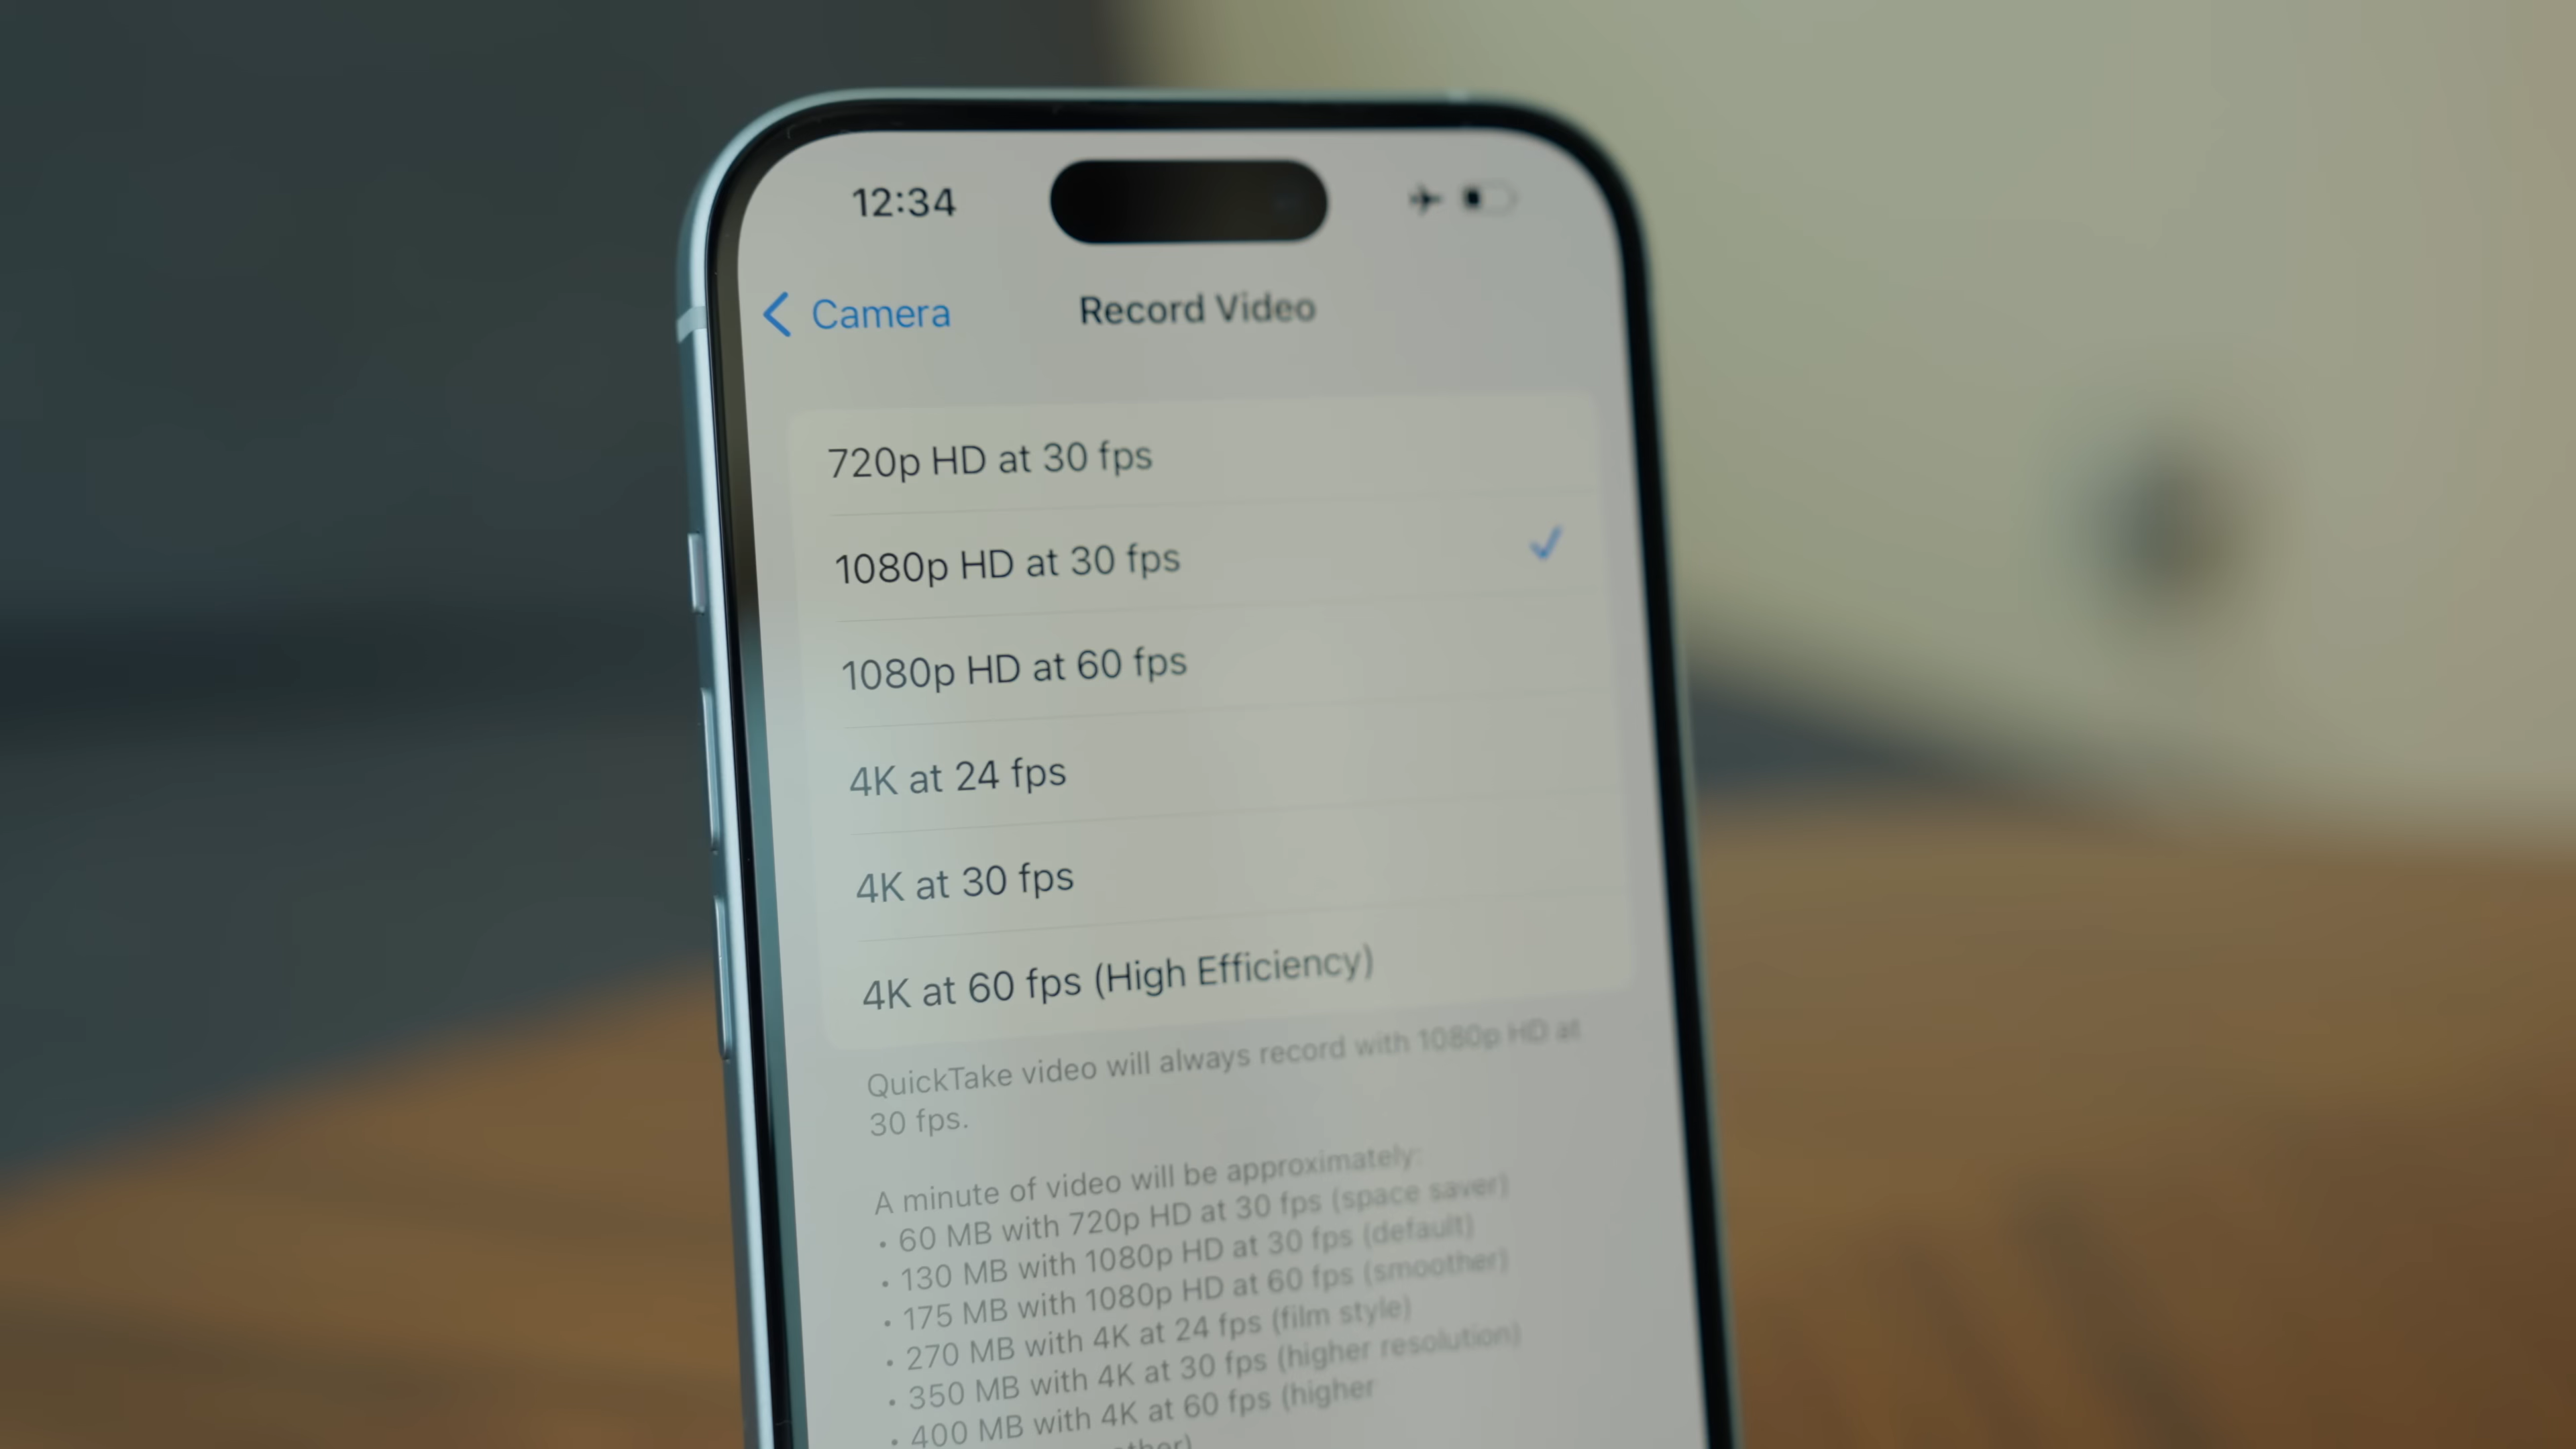 12:34
Camera
Record Video
720p HD at 30 fps
1080p HD at 30 fps
1080p HD at 60 fps
4K at 24 fps
4K at 30 fps
4K at 60 fps (High Efficiency)
QuickTake video will always record with 1080p HD at
30 fps.
A minute of video will be approximately:
• 60 MB with 720p HD at 30 fps (space saver)
• 130 MB with 1080p HD at 30 fps (default)
• 175 MB with 1080p HD at 60 fps (smoother)
• 270 MB with 4K at 24 fps (film style)
• 350 MB with 4K at 30 fps (higher resolution)
• 400 MB with 4K at 60 fps (higher